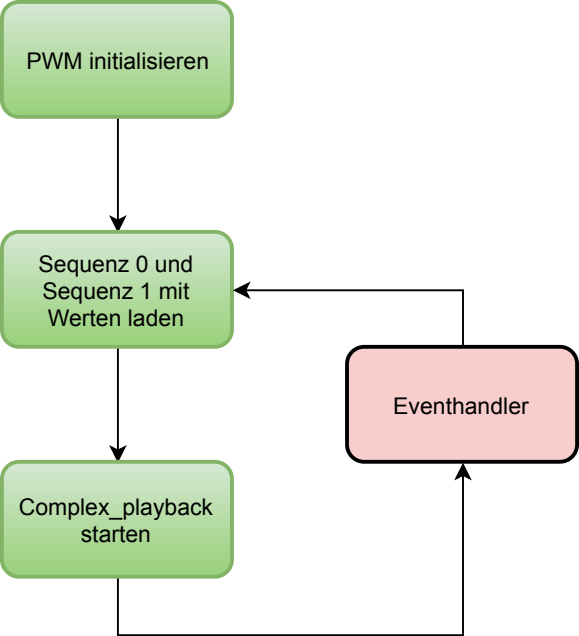 PWM initialisieren
Sequenz 0 und
Sequenz 1 mit
Werten laden
Eventhandler
Complex_playback
starten